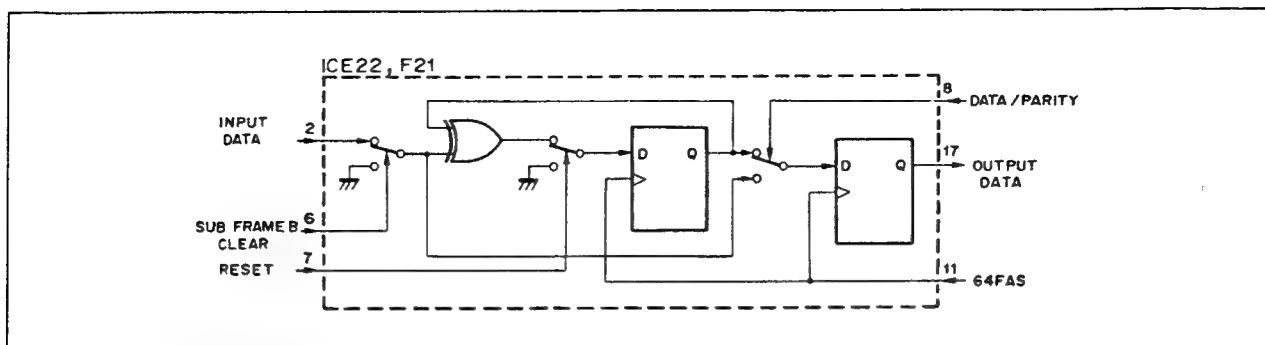 ICE22, F21
8
DATA/PARITY
INPUT
DATA
2
D Q
D Q
17
OUTPUT
DATA
SUB FRAME B
CLEAR
6
RESET
7
11
64FAS